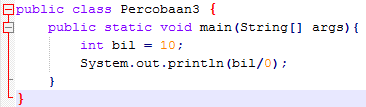 public class Percobaan3 {
    public static void main(String[] args){
        int bil = 10;
        System.out.println(bil/0);
    }
}